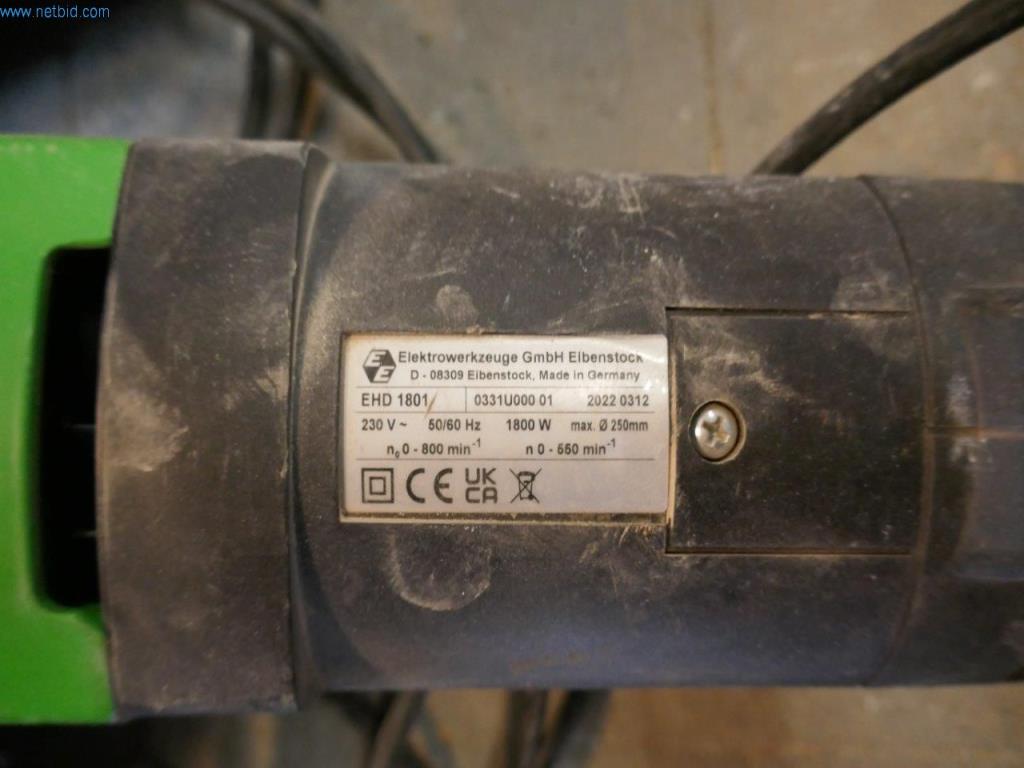 www.netbid.com
EE Elektrowerkzeuge GmbH Eibenstock
D - 08309 Eibenstock, Made in Germany
EHD 1801 0331U000 01 2022 0312
230 V ~ 50/60 Hz 1800 W max. Ø 250mm
n₀ 0 - 800 min⁻¹ n 0 - 550 min⁻¹
CE UK CA